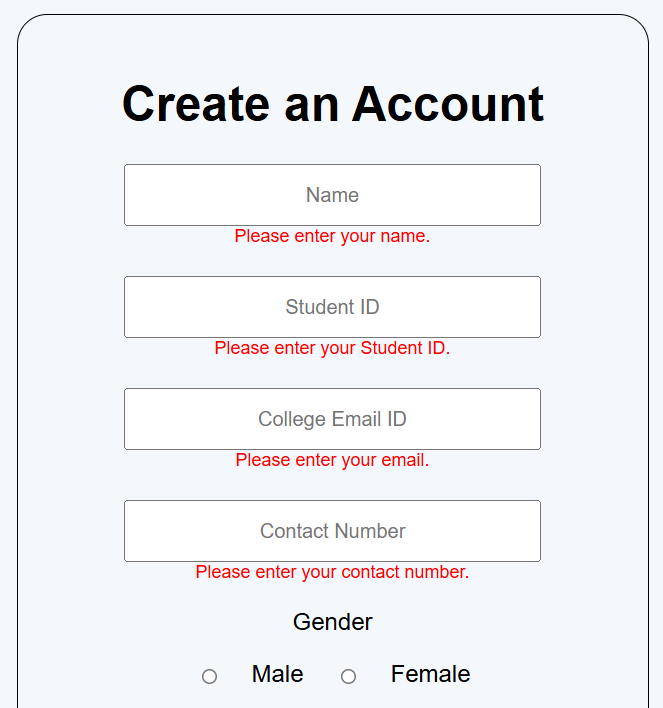 Create an Account
Name
Please enter your name.
Student ID
Please enter your Student ID.
College Email ID
Please enter your email.
Contact Number
Please enter your contact number.
Gender
Male Female